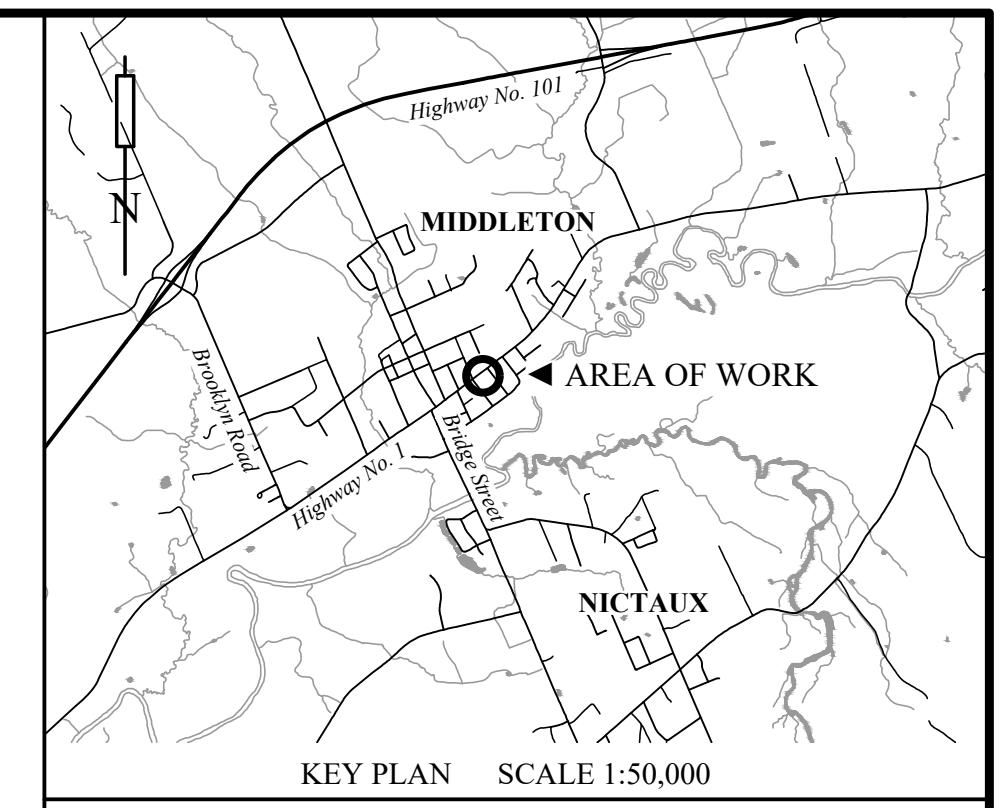 Highway No. 101
N
MIDDLETON
Brooklyn Road
AREA OF WORK
Highway No. 1
Bridge Street
NICTAUX
KEY PLAN SCALE 1:50,000